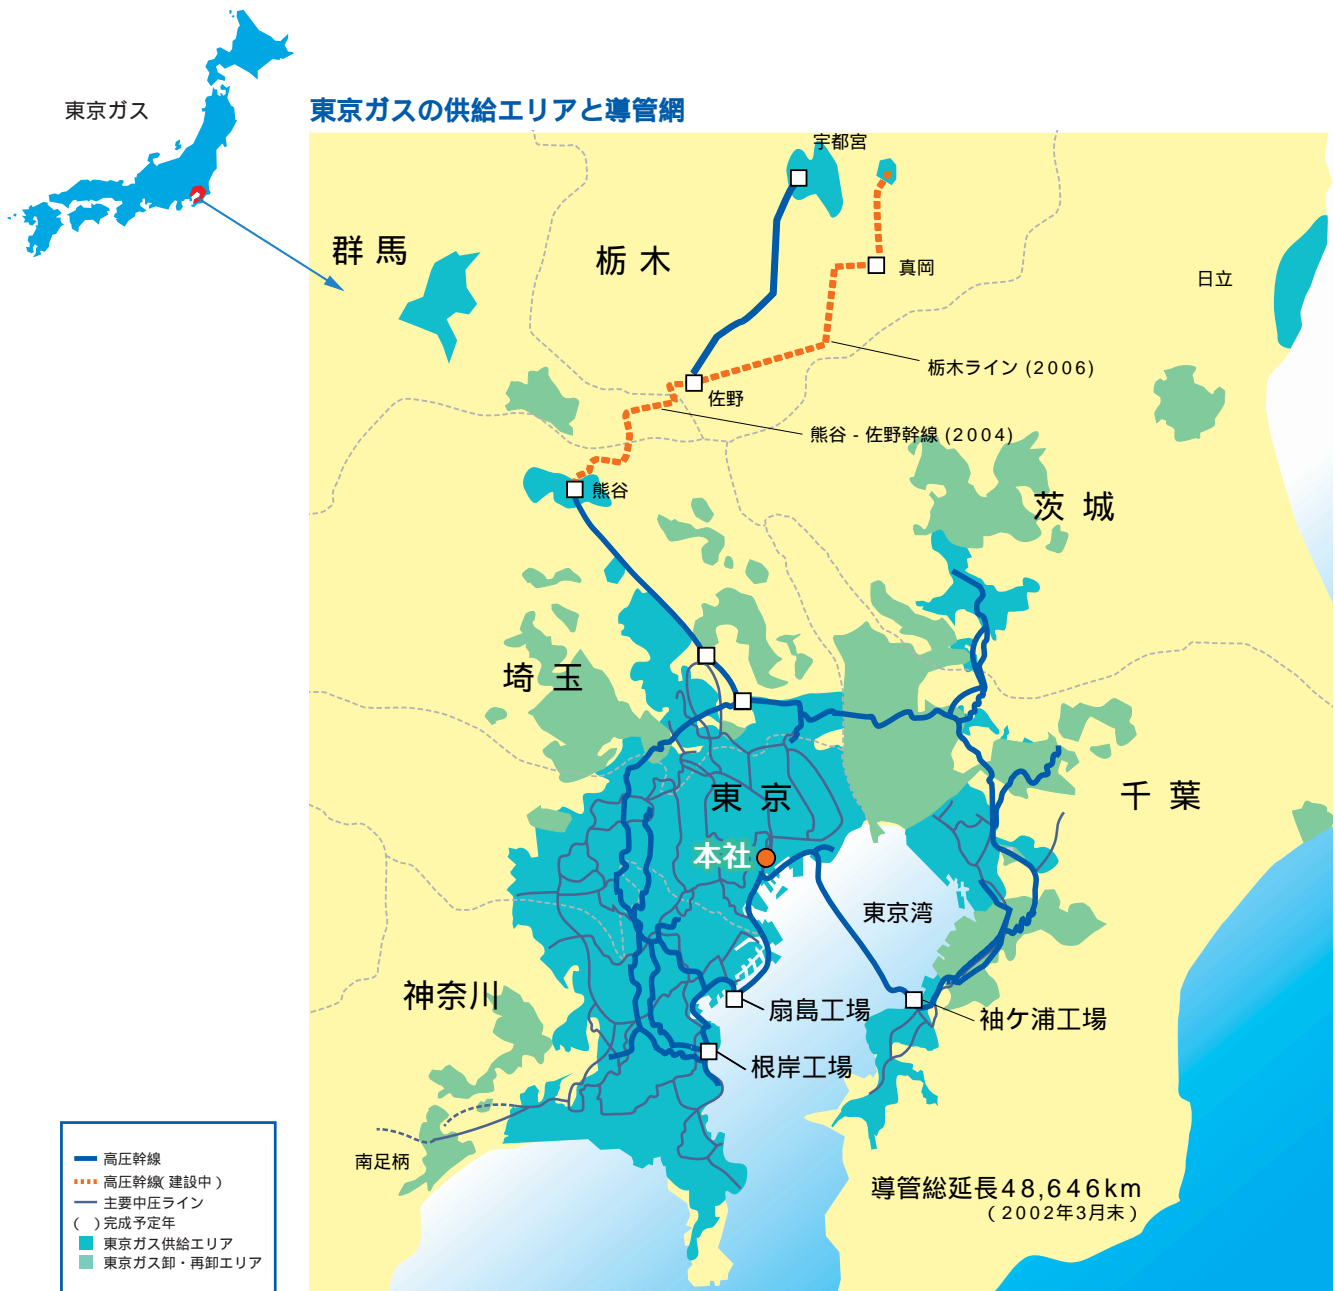 東京ガス
東京ガスの供給エリアと導管網
宇都宮
群馬
栃木
真岡
日立
栃木ライン (2006)
佐野
熊谷 - 佐野幹線 (2004)
熊谷
茨城
埼玉
東京
千葉
本社
東京湾
神奈川
扇島工場
袖ケ浦工場
根岸工場
南足柄
導管総延長48,646km
(2002年3月末)
高圧幹線
高圧幹線(建設中)
主要中圧ライン
( )完成予定年
東京ガス供給エリア
東京ガス卸・再卸エリア